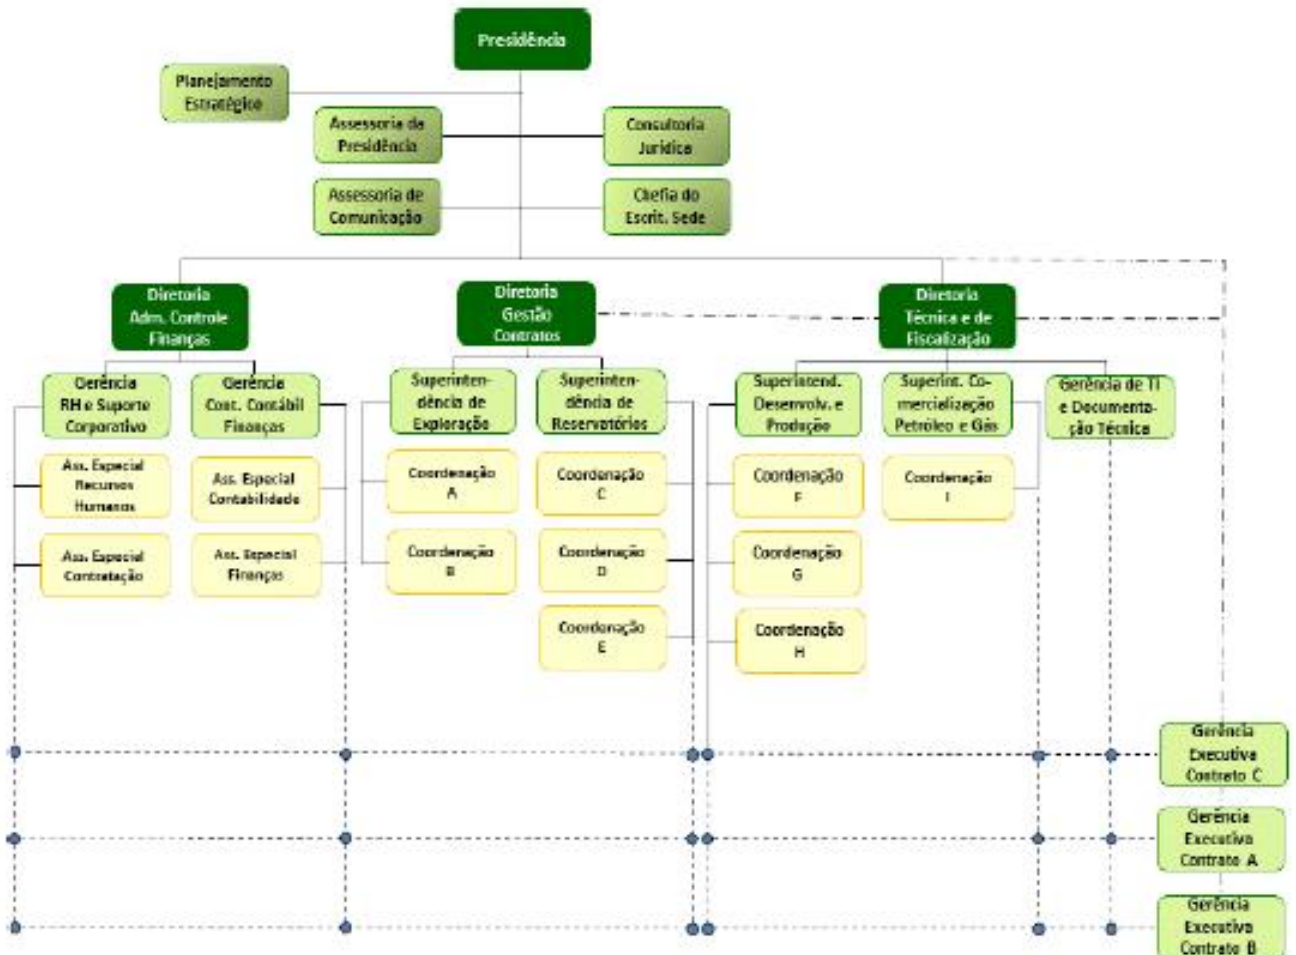 Presidência
Planejamento
Estratégico
Assessoria da
Presidência
Consultoria
Jurídica
Assessoria de
Comunicação
Chefia do
Escrit. Sede
Diretoria
Adm. Controle
Finanças
Diretoria
Gestão
Contratos
Diretoria
Técnica e de
Fiscalização
Gerência
RH e Suporte
Corporativo
Gerência
Cont. Contábil
Finanças
Superinten-
dência de
Exploração
Superinten-
dência de
Reservatórios
Superintend.
Desenvolv. e
Produção
Superint. Co-
mercialização
Petróleo e Gás
Gerência de TI
e Documenta-
ção Técnica
Ass. Especial
Recursos
Humanos
Ass. Especial
Contabilidade
Coordenação
A
Coordenação
C
Coordenação
F
Coordenação
I
Ass. Especial
Contratação
Ass. Especial
Finanças
Coordenação
B
Coordenação
D
Coordenação
G
Coordenação
E
Coordenação
H
Gerência
Executiva
Contrato C
Gerência
Executiva
Contrato A
Gerência
Executiva
Contrato B